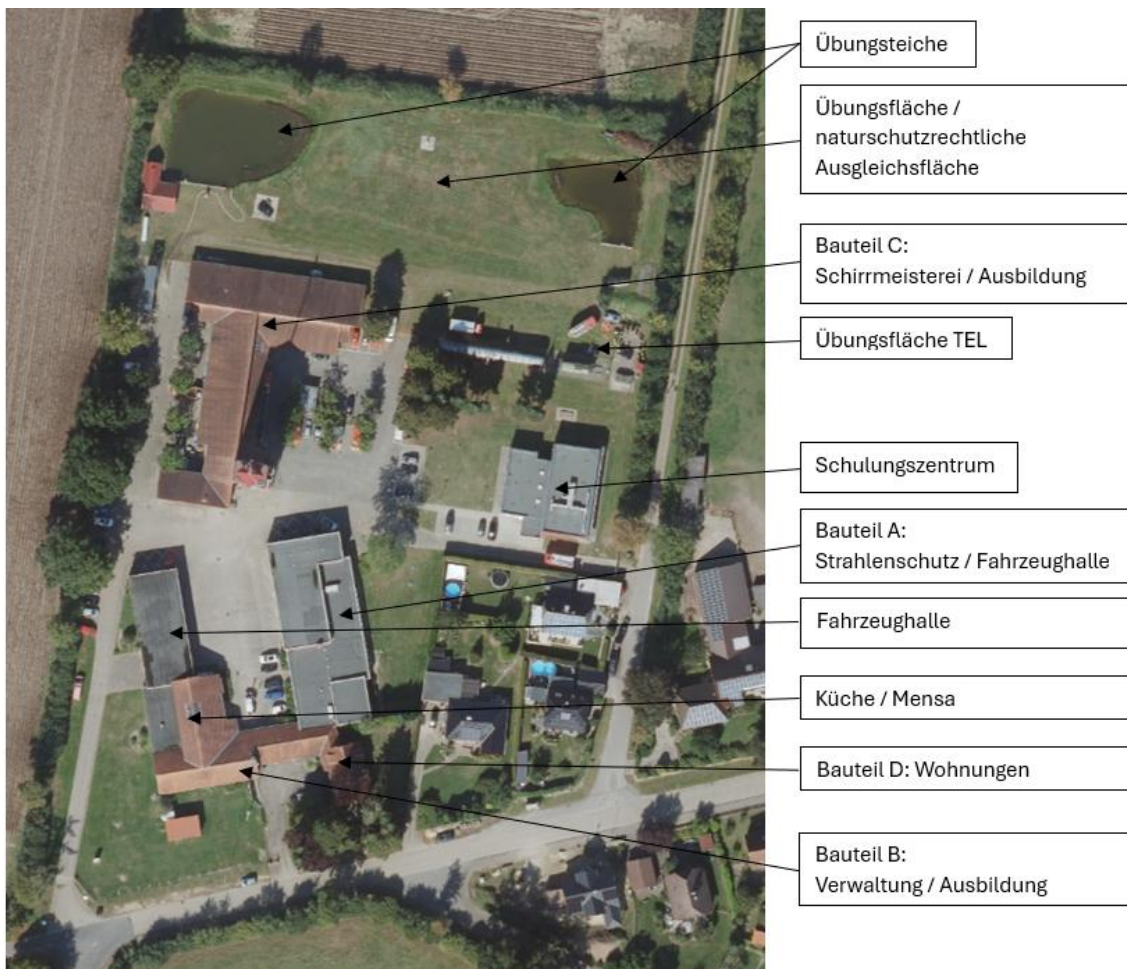 Übungsteiche
Übungsfläche /
naturschutzrechtliche
Ausgleichsfläche
Bauteil C:
Schirrmeisterei / Ausbildung
Übungsfläche TEL
Schulungszentrum
Bauteil A:
Strahlenschutz / Fahrzeughalle
Fahrzeughalle
Küche / Mensa
Bauteil D: Wohnungen
Bauteil B:
Verwaltung / Ausbildung